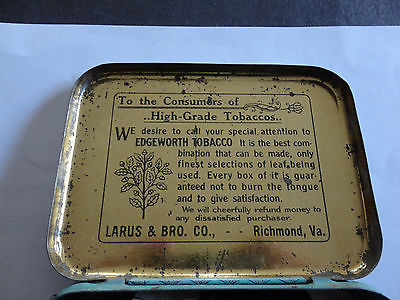 To the Consumers of
..High-Grade Tobaccos..
WE desire to call your special attention to
EDGEWORTH TOBACCO It is the best com-
bination that can be made, only
finest selections of leaf being
used. Every box of it is guar-
anteed not to burn the tongue
and to give satisfaction.
We will cheerfully refund money to
any dissatisfied purchaser.
LARUS & BRO. CO., - - Richmond, Va.